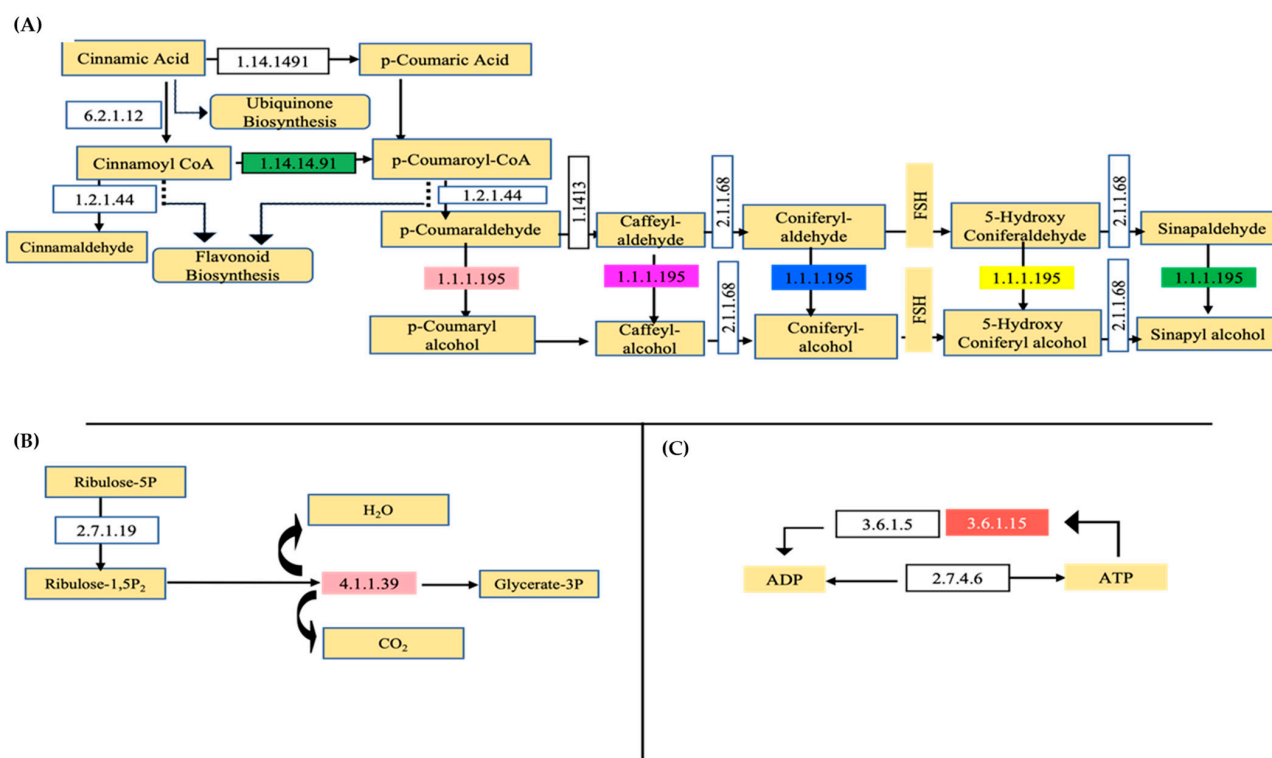 (A)
Cinnamic Acid
1.14.1491
p-Coumaric Acid
6.2.1.12
Ubiquinone
Biosynthesis
Cinnamoyl CoA
1.14.14.91
p-Coumaroyl-CoA
1.2.1.44
1.2.1.44
Cinnamaldehyde
Flavonoid
Biosynthesis
p-Coumaraldehyde
1.1413
Caffeyl-
aldehyde
2.1.1.68
Coniferyl-
aldehyde
FSH
5-Hydroxy
Coniferaldehyde
2.1.1.68
Sinapaldehyde
1.1.1.195
1.1.1.195
1.1.1.195
1.1.1.195
1.1.1.195
p-Coumaryl
alcohol
Caffeyl-
alcohol
2.1.1.68
Coniferyl-
alcohol
FSH
5-Hydroxy
Coniferyl alcohol
2.1.1.68
Sinapyl alcohol
(B)
Ribulose-5P
2.7.1.19
Ribulose-1,5P₂
H₂O
4.1.1.39
Glycerate-3P
CO₂
(C)
3.6.1.5
3.6.1.15
ADP
2.7.4.6
ATP